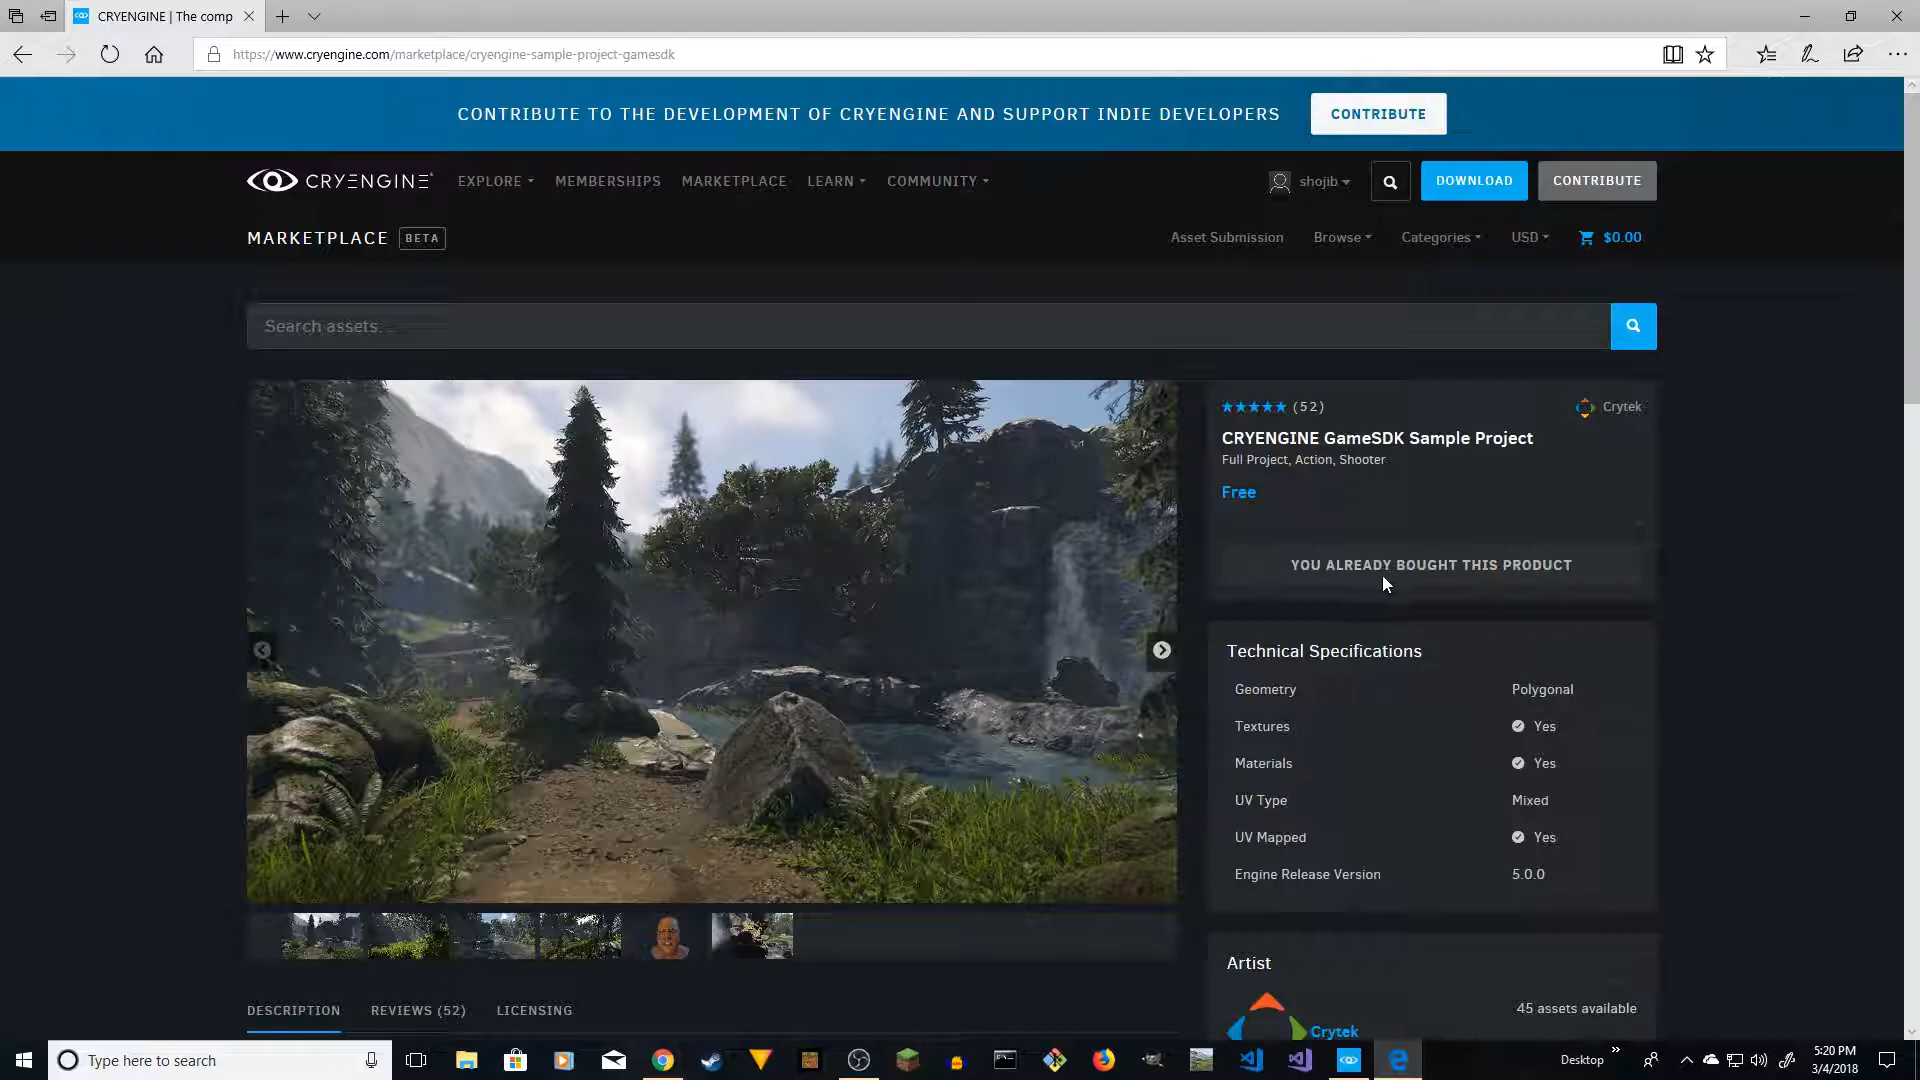 CRYENGINE | The comp
https://www.cryengine.com/marketplace/cryengine-sample-project-gamesdk
CONTRIBUTE TO THE DEVELOPMENT OF CRYENGINE AND SUPPORT INDIE DEVELOPERS
CONTRIBUTE
CRYENGINE
EXPLORE
MEMBERSHIPS
MARKETPLACE
LEARN
COMMUNITY
shojib
DOWNLOAD
CONTRIBUTE
MARKETPLACE BETA
Asset Submission
Browse
Categories
USD
$0.00
Search assets...
(52)
Crytek
CRYENGINE GameSDK Sample Project
Full Project, Action, Shooter
Free
YOU ALREADY BOUGHT THIS PRODUCT
Technical Specifications
Geometry Polygonal
Textures Yes
Materials Yes
UV Type Mixed
UV Mapped Yes
Engine Release Version 5.0.0
Artist
45 assets available
Crytek
DESCRIPTION
REVIEWS (52)
LICENSING
Type here to search
Desktop
5:20 PM
3/4/2018